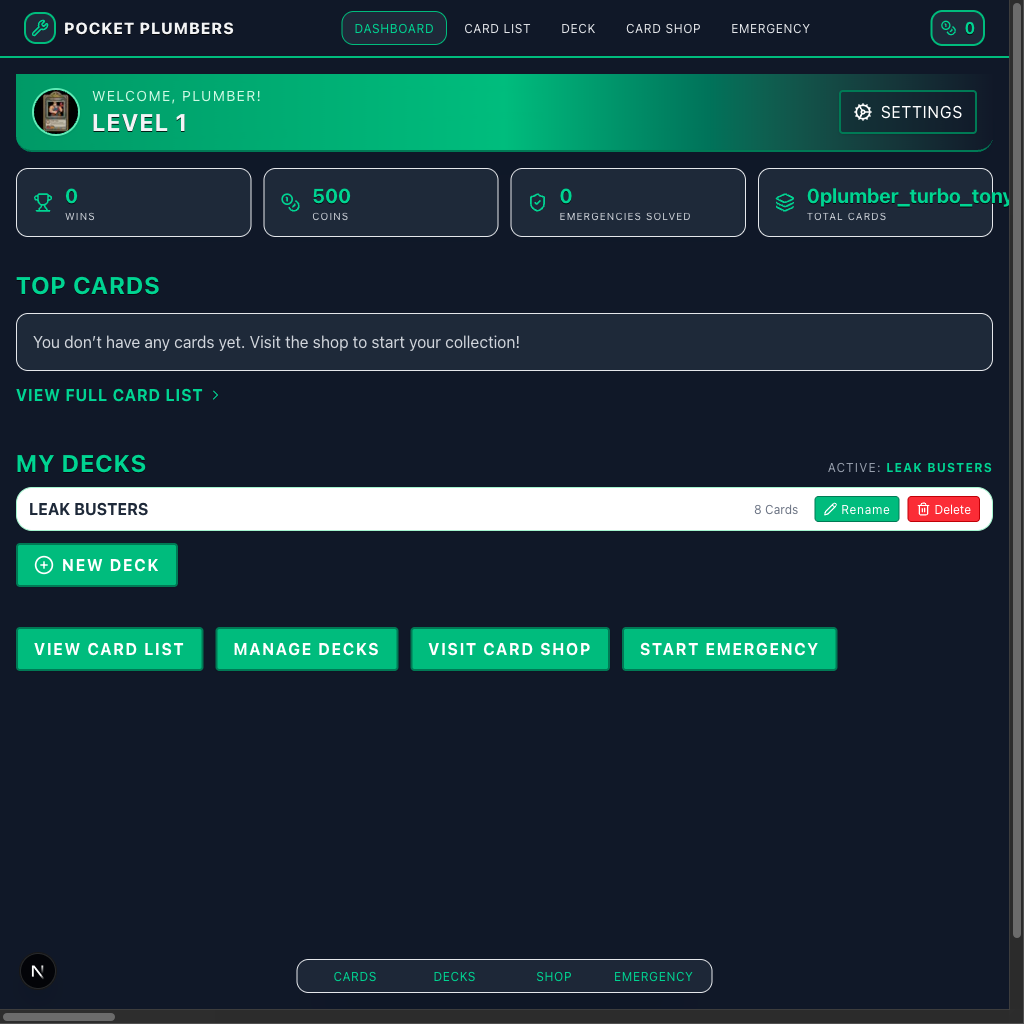 POCKET PLUMBERS
DASHBOARD CARD LIST DECK CARD SHOP EMERGENCY
0
WELCOME, PLUMBER!
LEVEL 1
SETTINGS
0
WINS
500
COINS
0
EMERGENCIES SOLVED
0plumber_turbo_tony
TOTAL CARDS
TOP CARDS
You don’t have any cards yet. Visit the shop to start your collection!
VIEW FULL CARD LIST
MY DECKS
ACTIVE: LEAK BUSTERS
LEAK BUSTERS
8 Cards
Rename
Delete
NEW DECK
VIEW CARD LIST
MANAGE DECKS
VISIT CARD SHOP
START EMERGENCY
N
CARDS DECKS SHOP EMERGENCY